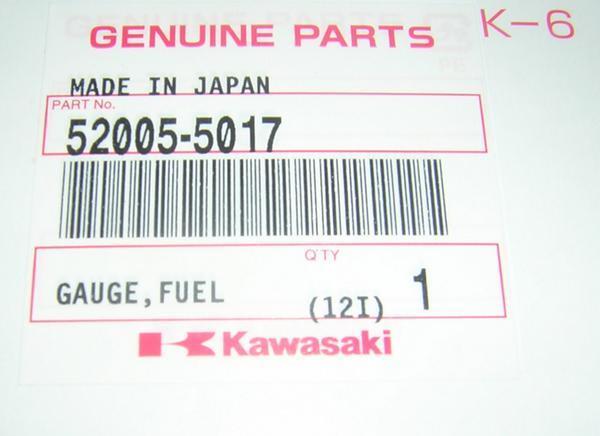 GENUINE PARTS
K-6
MADE IN JAPAN
PART No.
52005-5017
Q'TY
GAUGE,FUEL (12I) 1
Kawasaki